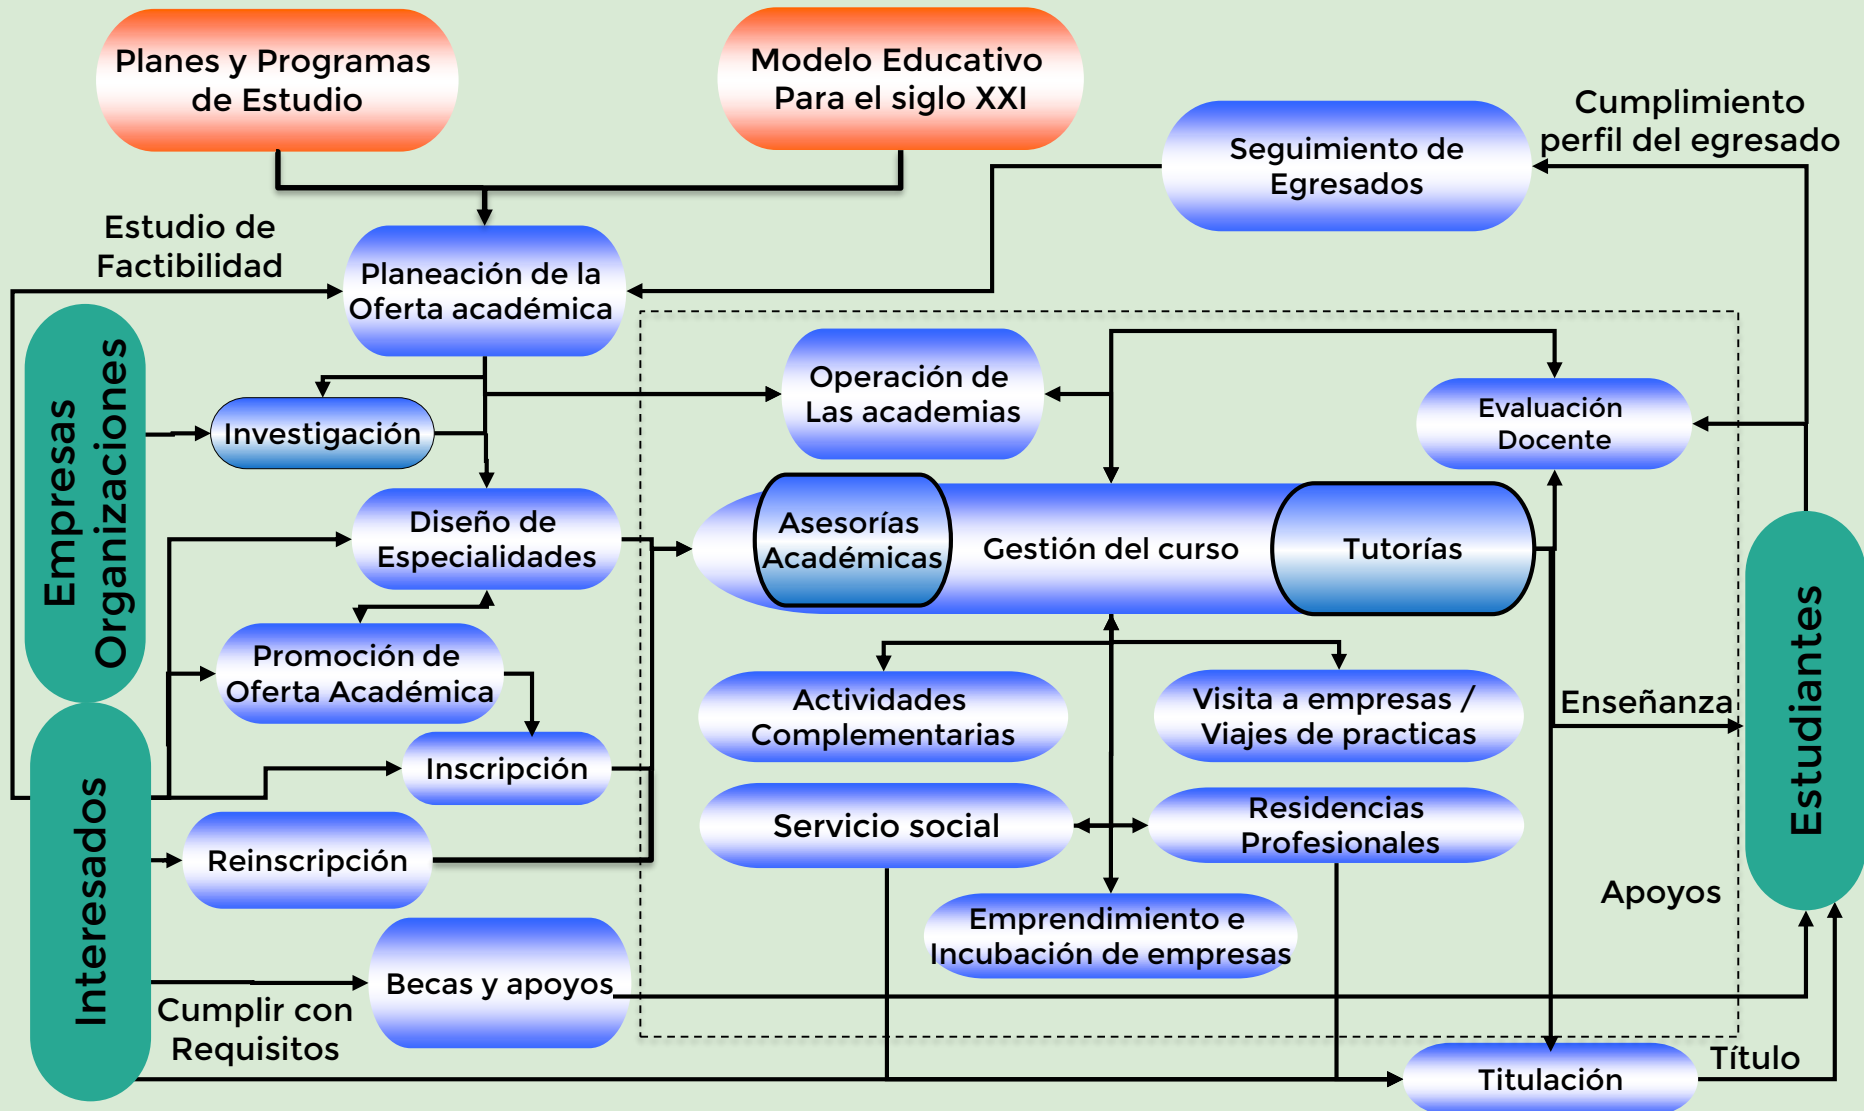 Planes y Programas
de Estudio
Modelo Educativo
Para el siglo XXI
Cumplimiento
perfil del egresado
Seguimiento de
Egresados
Estudio de
Factibilidad
Planeación de la
Oferta académica
Empresas
Organizaciones
Operación de
Las academias
Evaluación
Docente
Investigación
Diseño de
Especialidades
Asesorías
Académicas
Gestión del curso
Tutorías
Estudiantes
Promoción de
Oferta Académica
Actividades
Complementarias
Visita a empresas /
Viajes de practicas
Enseñanza
Interesados
Inscripción
Servicio social
Residencias
Profesionales
Reinscripción
Apoyos
Emprendimiento e
Incubación de empresas
Becas y apoyos
Cumplir con
Requisitos
Titulación
Título